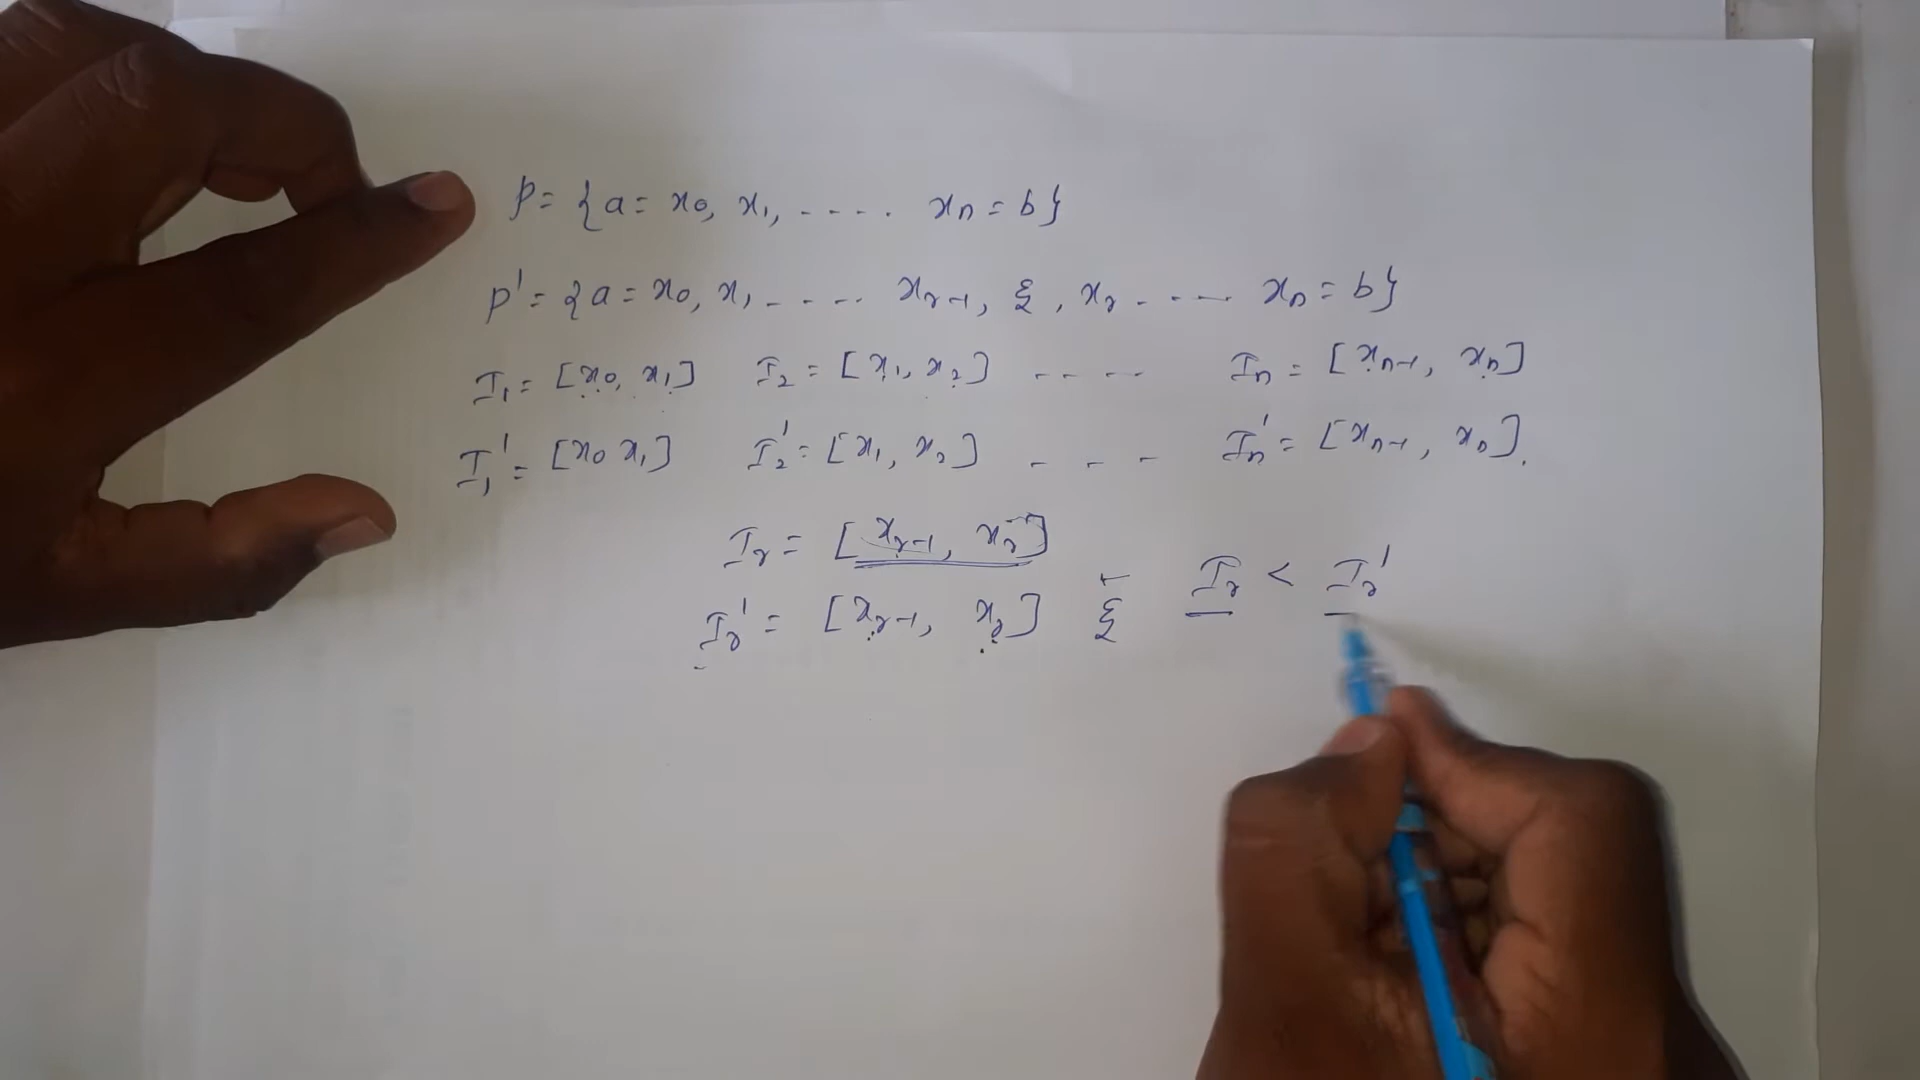 P = {a = x₀, x₁, ---- xₙ = b}
P' = {a = x₀, x₁ ---- xᵣ₋₁, ξ, xᵣ ---- xₙ = b}
I₁ = [x₀, x₁] I₂ = [x₁, x₂] ---- Iₙ = [xₙ₋₁, xₙ]
I₁' = [x₀ x₁] I₂' = [x₁, x₂] --- Iₙ' = [xₙ₋₁, xₙ].
Iᵣ = [xᵣ₋₁, xᵣ]
Iᵣ < Iᵣ'
Iᵣ' = [xᵣ₋₁, xᵣ] ξ